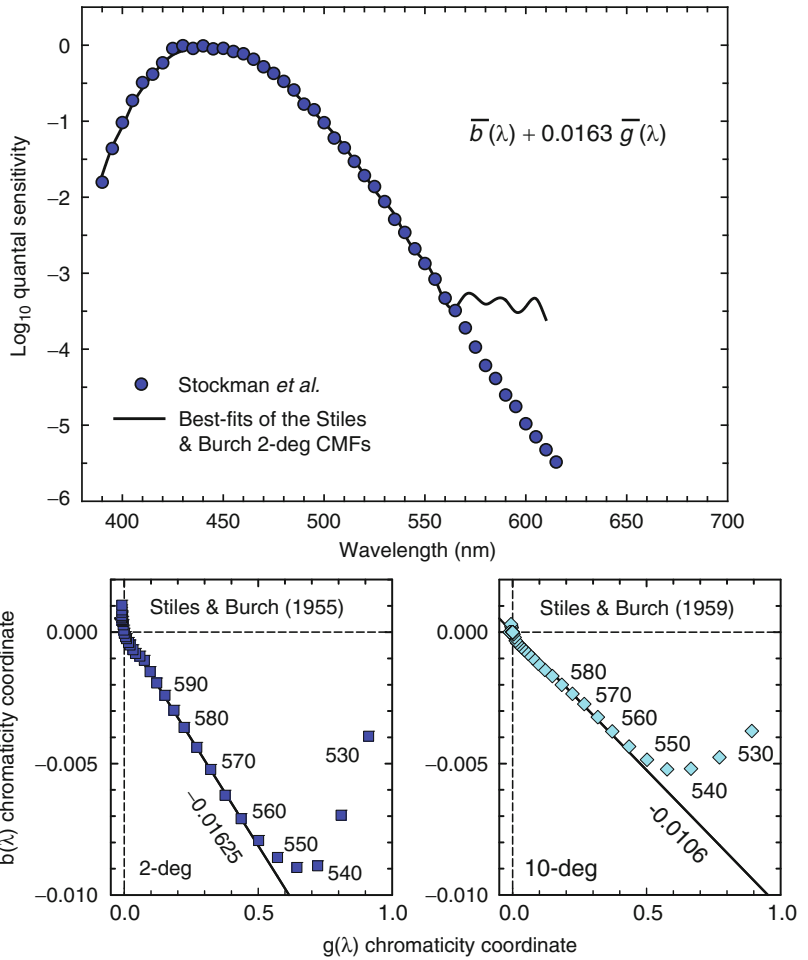 0
−1
−2
−3
−4
−5
−6
Log10 quantal sensitivity
b̅(λ) + 0.0163 g̅(λ)
Stockman et al.
Best-fits of the Stiles
& Burch 2-deg CMFs
400 450 500 550 600 650 700
Wavelength (nm)
Stiles & Burch (1955)
0.000
−0.005
−0.010
b(λ) chromaticity coordinate
590
580
570
560
550
540
530
−0.01625
2-deg
0.0 0.5 1.0
Stiles & Burch (1959)
0.000
−0.005
−0.010
580
570
560
550
540
530
-0.0106
10-deg
0.0 0.5 1.0
g(λ) chromaticity coordinate